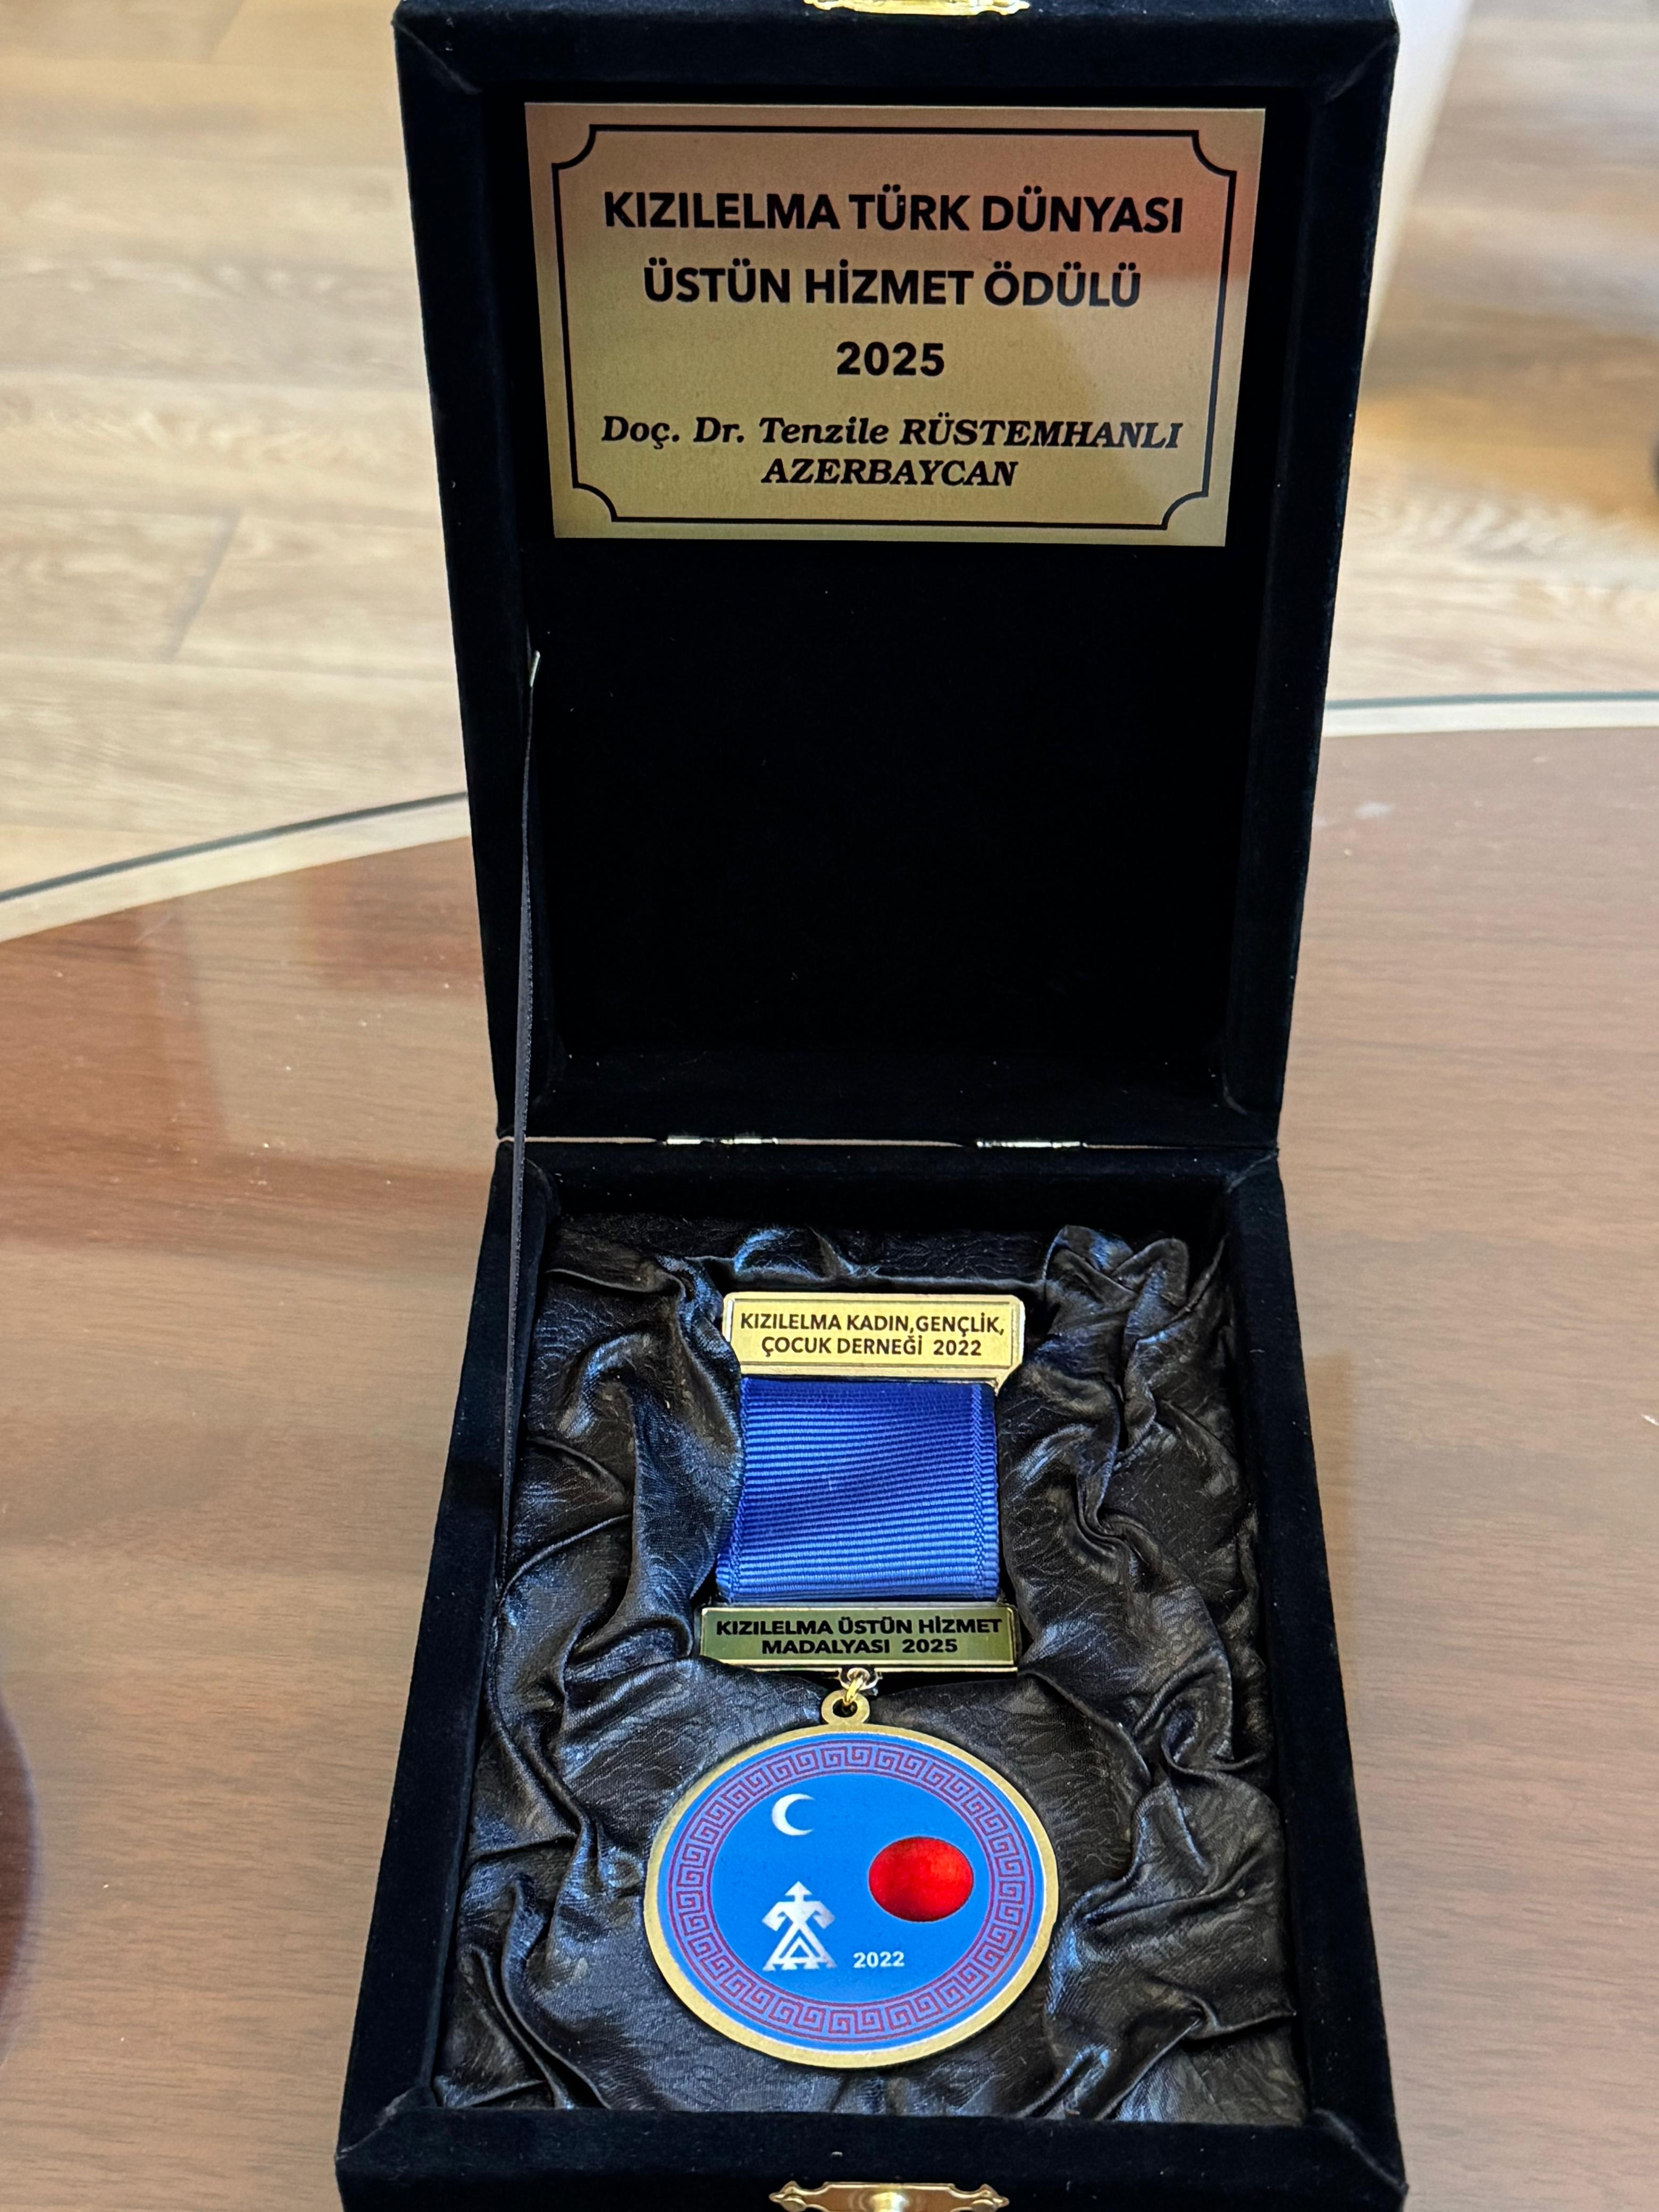 KIZILELMA TÜRK DÜNYASI
ÜSTÜN HİZMET ÖDÜLÜ
2025
Doç. Dr. Tenzile RÜSTEMHANLI
AZERBAYCAN
KIZILELMA KADIN,GENÇLİK,
ÇOCUK DERNEĞİ 2022
KIZILELMA ÜSTÜN HİZMET
MADALYASI 2025
2022